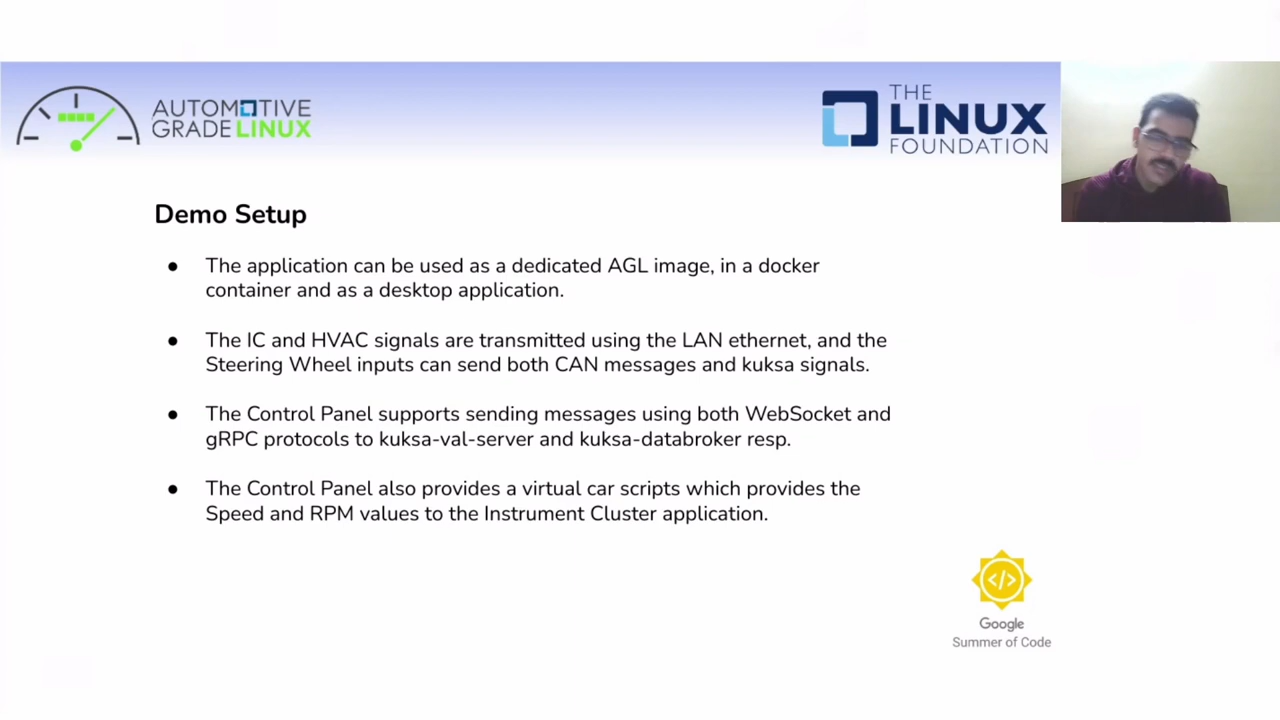 AUTOMOTIVE
GRADE LINUX
THE
LINUX
FOUNDATION
Demo Setup
● The application can be used as a dedicated AGL image, in a docker
container and as a desktop application.
● The IC and HVAC signals are transmitted using the LAN ethernet, and the
Steering Wheel inputs can send both CAN messages and kuksa signals.
● The Control Panel supports sending messages using both WebSocket and
gRPC protocols to kuksa-val-server and kuksa-databroker resp.
● The Control Panel also provides a virtual car scripts which provides the
Speed and RPM values to the Instrument Cluster application.
</>
Google
Summer of Code